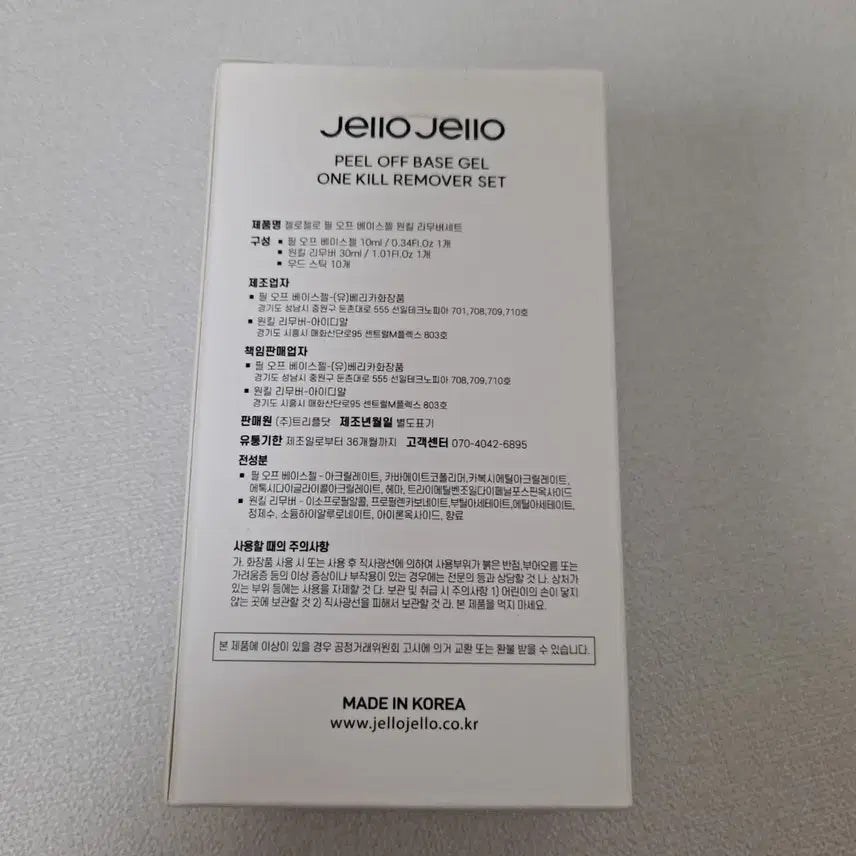 Jello Jello
PEEL OFF BASE GEL
ONE KILL REMOVER SET
제품명 젤로젤로 필 오프 베이스젤 원킬 리무버세트
구성 ▪ 필 오프 베이스젤 10ml / 0.34Fl.Oz 1개
▪ 원킬 리무버 30ml / 1.01Fl.Oz 1개
▪ 우드 스틱 10개
제조업자
▪ 필 오프 베이스젤-(유)베리카화장품
경기도 성남시 중원구 둔촌대로 555 선일테크노피아 701,708,709,710호
▪ 원킬 리무버-아이디알
경기도 시흥시 매화산단로95 센트럴M플렉스 803호
책임판매업자
▪ 필 오프 베이스젤-(유)베리카화장품
경기도 성남시 중원구 둔촌대로 555 선일테크노피아 708,709,710호
▪ 원킬 리무버-아이디알
경기도 시흥시 매화산단로95 센트럴M플렉스 803호
판매원 (주)트리플닷 제조년월일 별도표기
유통기한 제조일로부터 36개월까지 고객센터 070-4042-6895
전성분
▪ 필 오프 베이스젤 - 아크릴레이트, 카바메이트코폴리머,카복시에틸아크릴레이트,
에톡시다이글라이콜아크릴레이트, 헤마, 트라이메틸벤조일다이페닐포스핀옥사이드
▪ 원킬 리무버 - 이소프로필알콜, 프로필렌카보네이트,부틸아세테이트,에틸아세테이트,
정제수, 소듐하이알루로네이트, 아이론옥사이드, 향료
사용할 때의 주의사항
가. 화장품 사용 시 또는 사용 후 직사광선에 의하여 사용부위가 붉은 반점,부어오름 또는
가려움증 등의 이상 증상이나 부작용이 있는 경우에는 전문의 등과 상담할 것 나. 상처가
있는 부위 등에는 사용을 자제할 것 다. 보관 및 취급 시 주의사항 1) 어린이의 손이 닿지
않는 곳에 보관할 것 2) 직사광선을 피해서 보관할 것 라. 본 제품을 먹지 마세요.
본 제품에 이상이 있을 경우 공정거래위원회 고시에 의거 교환 또는 환불 받을 수 있습니다.
MADE IN KOREA
www.jellojello.co.kr